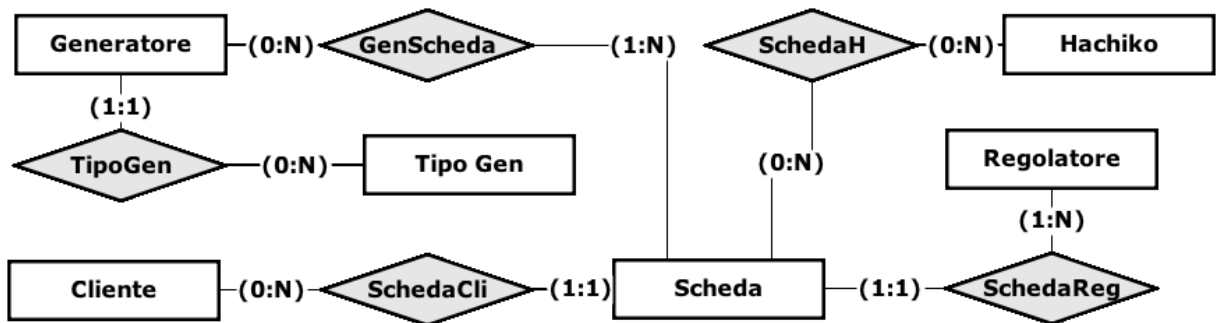 Generatore (0:N) GenScheda (1:N) SchedaH (0:N) Hachiko
(1:1)
TipoGen (0:N) Tipo Gen (0:N) Regolatore
(1:N)
Cliente (0:N) SchedaCli (1:1) Scheda (1:1) SchedaReg